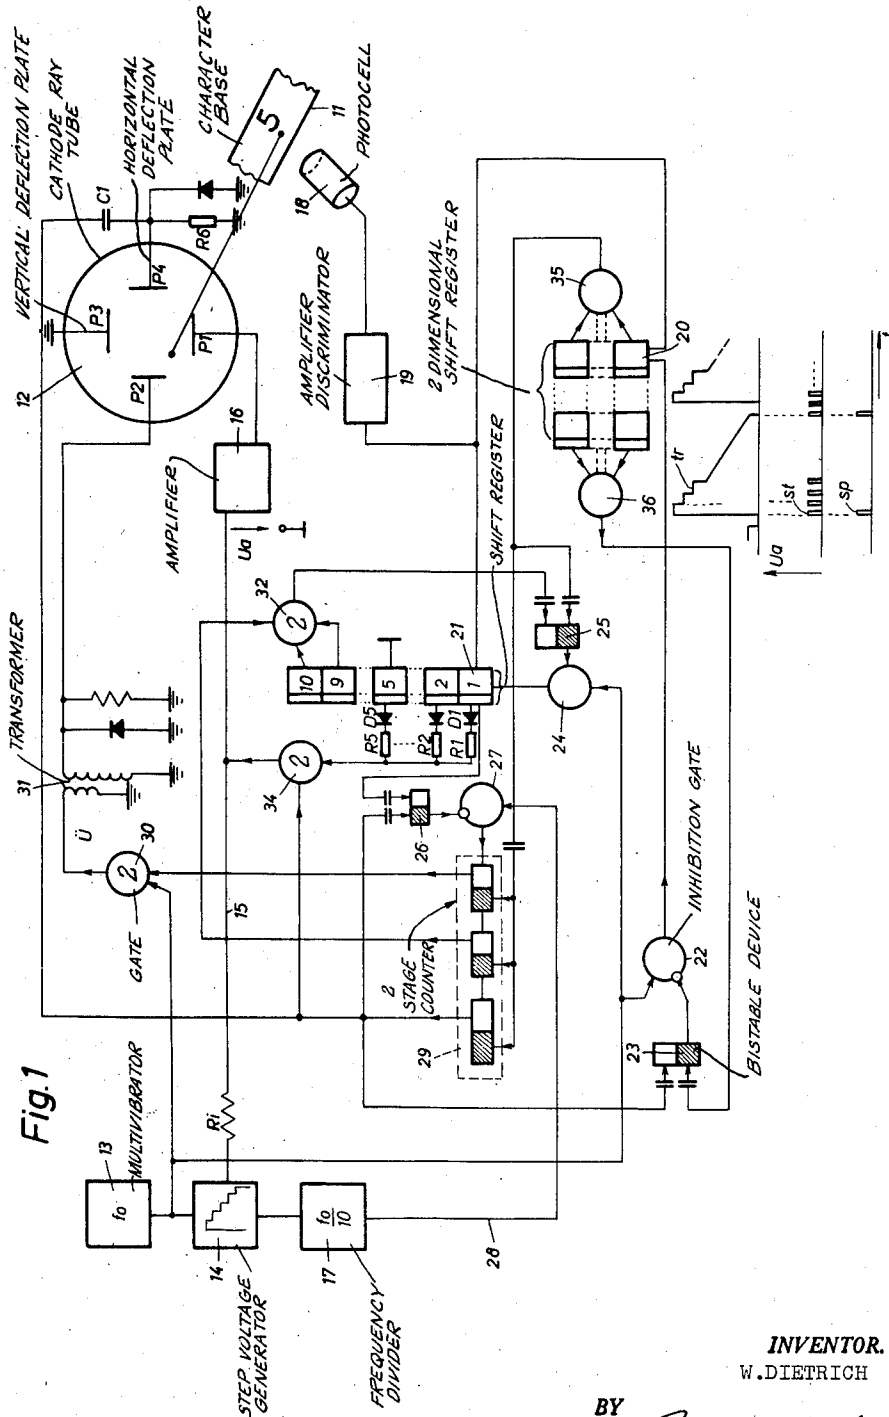 Fig.1
VERTICAL DEFLECTION PLATE
CATHODE RAY
TUBE
HORIZONTAL
DEFLECTION
PLATE
CHARACTER
BASE
5
11
PHOTOCELL
18
12
P3
P2
P4
P1
C1
R6
TRANSFORMER
31
Ü
30
GATE
AMPLIFIER
16
Ua
AMPLIFIER
DISCRIMINATOR
19
2 DIMENSIONAL
SHIFT REGISTER
35
20
36
SHIFT REGISTER
32
2
10
9
5
2
1
21
D5
D1
R5
R2
R1
34
2
2
15
25
24
27
26
2
STAGE
COUNTER
29
INHIBITION GATE
22
BISTABLE DEVICE
23
13
fo
MULTIVIBRATOR
Ri
14
STEP VOLTAGE
GENERATOR
fo
10
17
FREQUENCY
DIVIDER
28
Ua
tr
st
sp
t
INVENTOR.
W.DIETRICH
BY